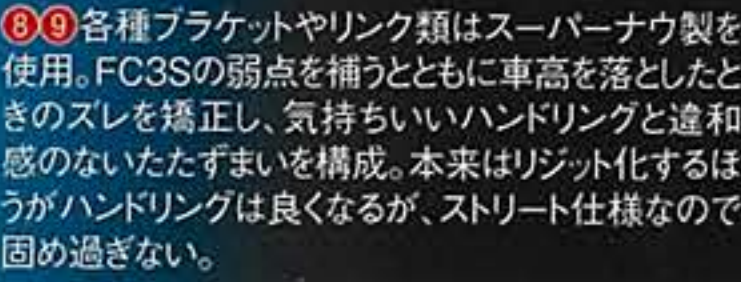 ❽❾各種ブラケットやリンク類はスーパーナウ製を
使用。FC3Sの弱点を補うとともに車高を落としたと
きのズレを矯正し、気持ちいいハンドリングと違和
感のないたたずまいを構成。本来はリジット化するほ
うがハンドリングは良くなるが、ストリート仕様なので
固め過ぎない。